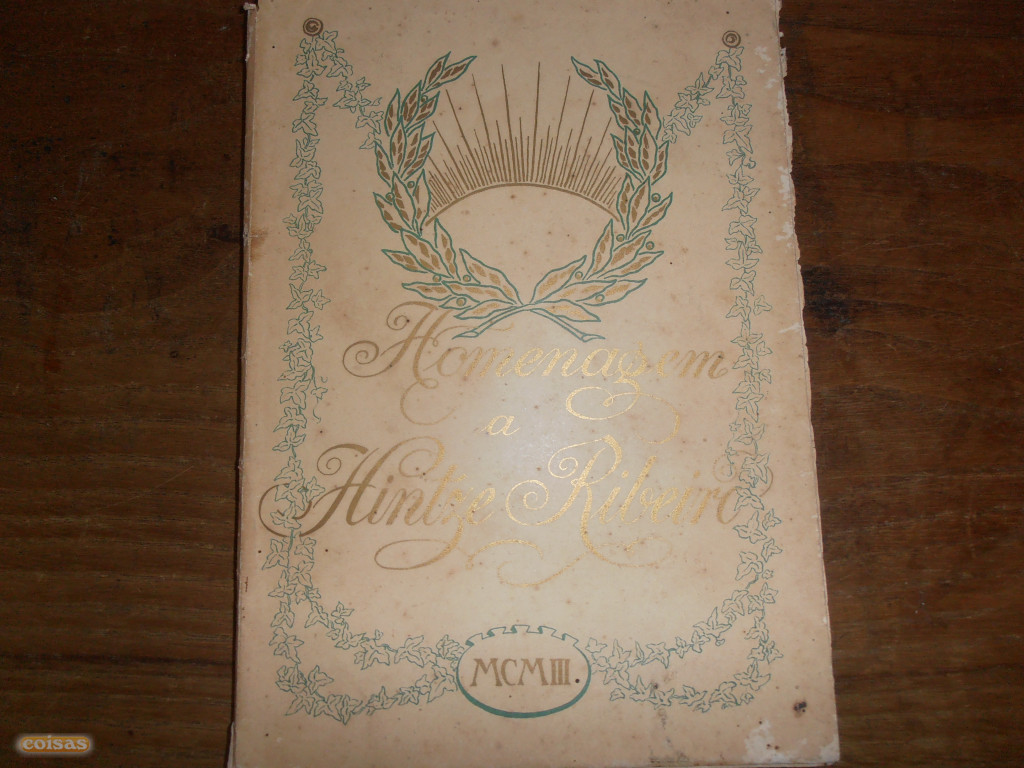 Homenagem
a
Hintze Ribeiro
MCMIII.
coisas